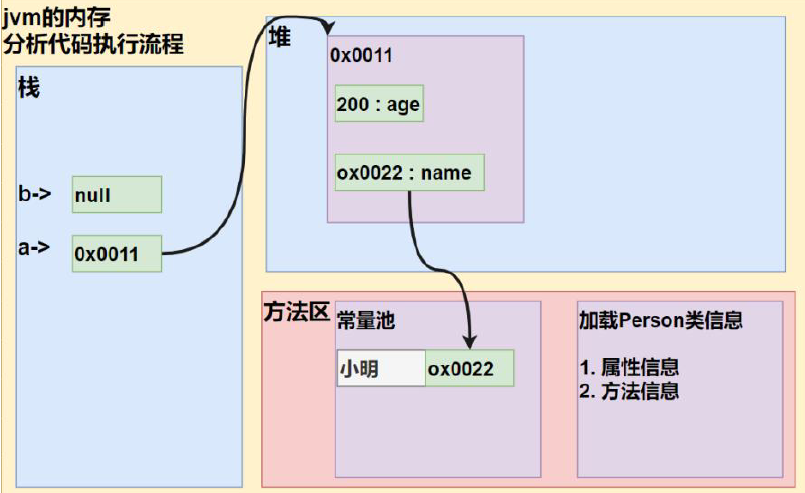 jvm的内存
分析代码执行流程
栈
b->
null
a->
0x0011
堆
0x0011
200 : age
ox0022 : name
方法区
常量池
小明
ox0022
加载Person类信息
1. 属性信息
2. 方法信息